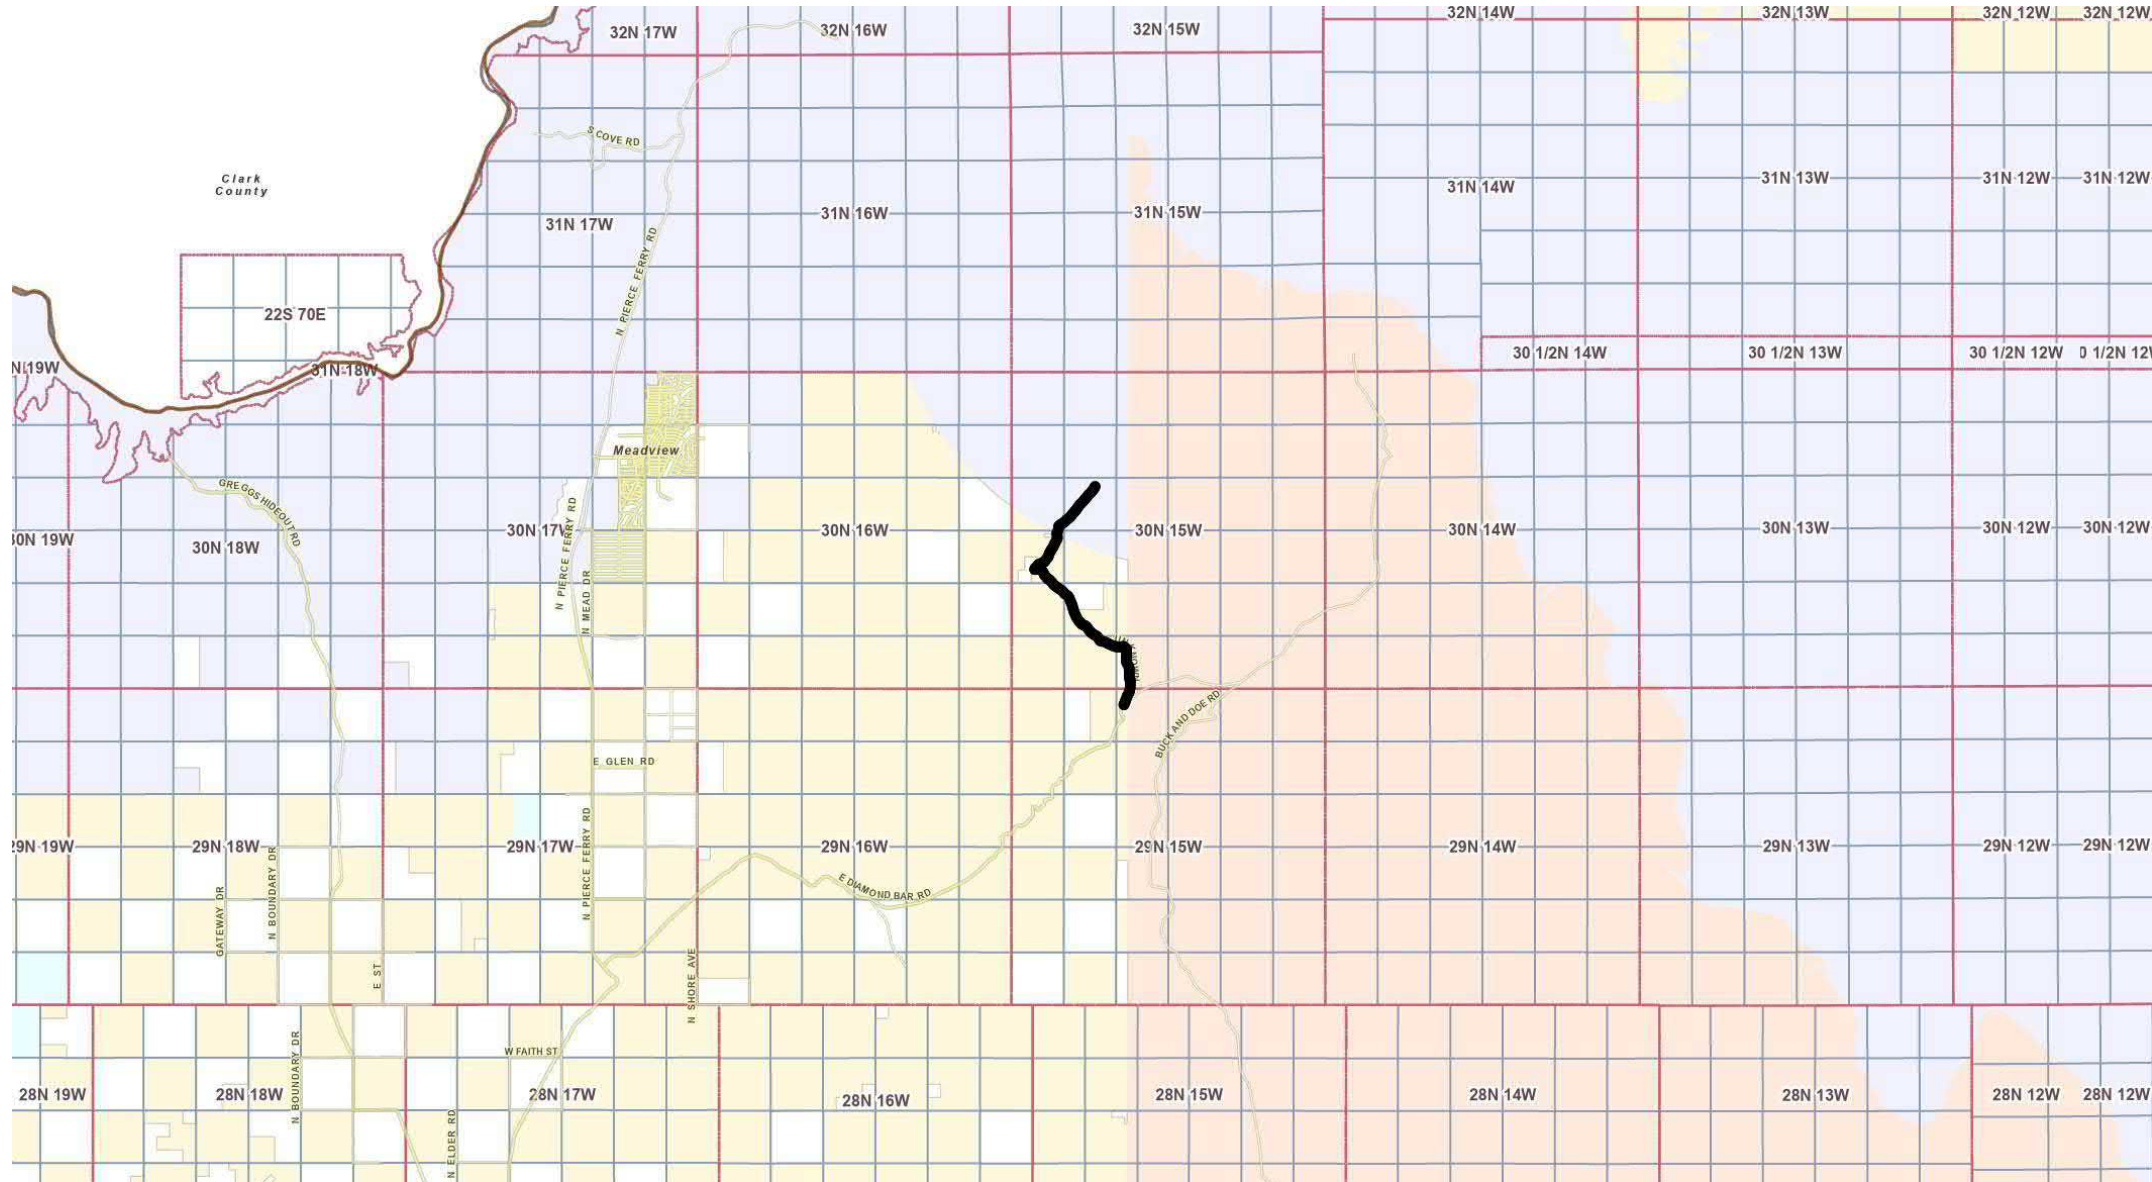 32N 17W
32N 16W
32N 15W
32N 14W
32N 13W
32N 12W
32N 12W
S COVE RD
Clark
County
31N 17W
31N 16W
31N 15W
31N 14W
31N 13W
31N 12W
31N 12W
N PIERCE FERRY RD
22S 70E
N 19W
31N 18W
30 1/2N 14W
30 1/2N 13W
30 1/2N 12W
0 1/2N 12W
Meadview
GREGGS HIDEOUT RD
30N 19W
30N 18W
30N 17W
30N 16W
30N 15W
30N 14W
30N 13W
30N 12W
30N 12W
N PIERCE FERRY RD
N MEAD DR
BUCK AND DOE RD
E GLEN RD
29N 19W
29N 18W
29N 17W
29N 16W
29N 15W
29N 14W
29N 13W
29N 12W
29N 12W
N PIERCE FERRY RD
N BOUNDARY DR
GATEWAY DR
E DIAMOND BAR RD
E ST
N SHORE AVE
W FAITH ST
N BOUNDARY DR
28N 19W
28N 18W
28N 17W
28N 16W
28N 15W
28N 14W
28N 13W
28N 12W
28N 12W
N ELDER RD